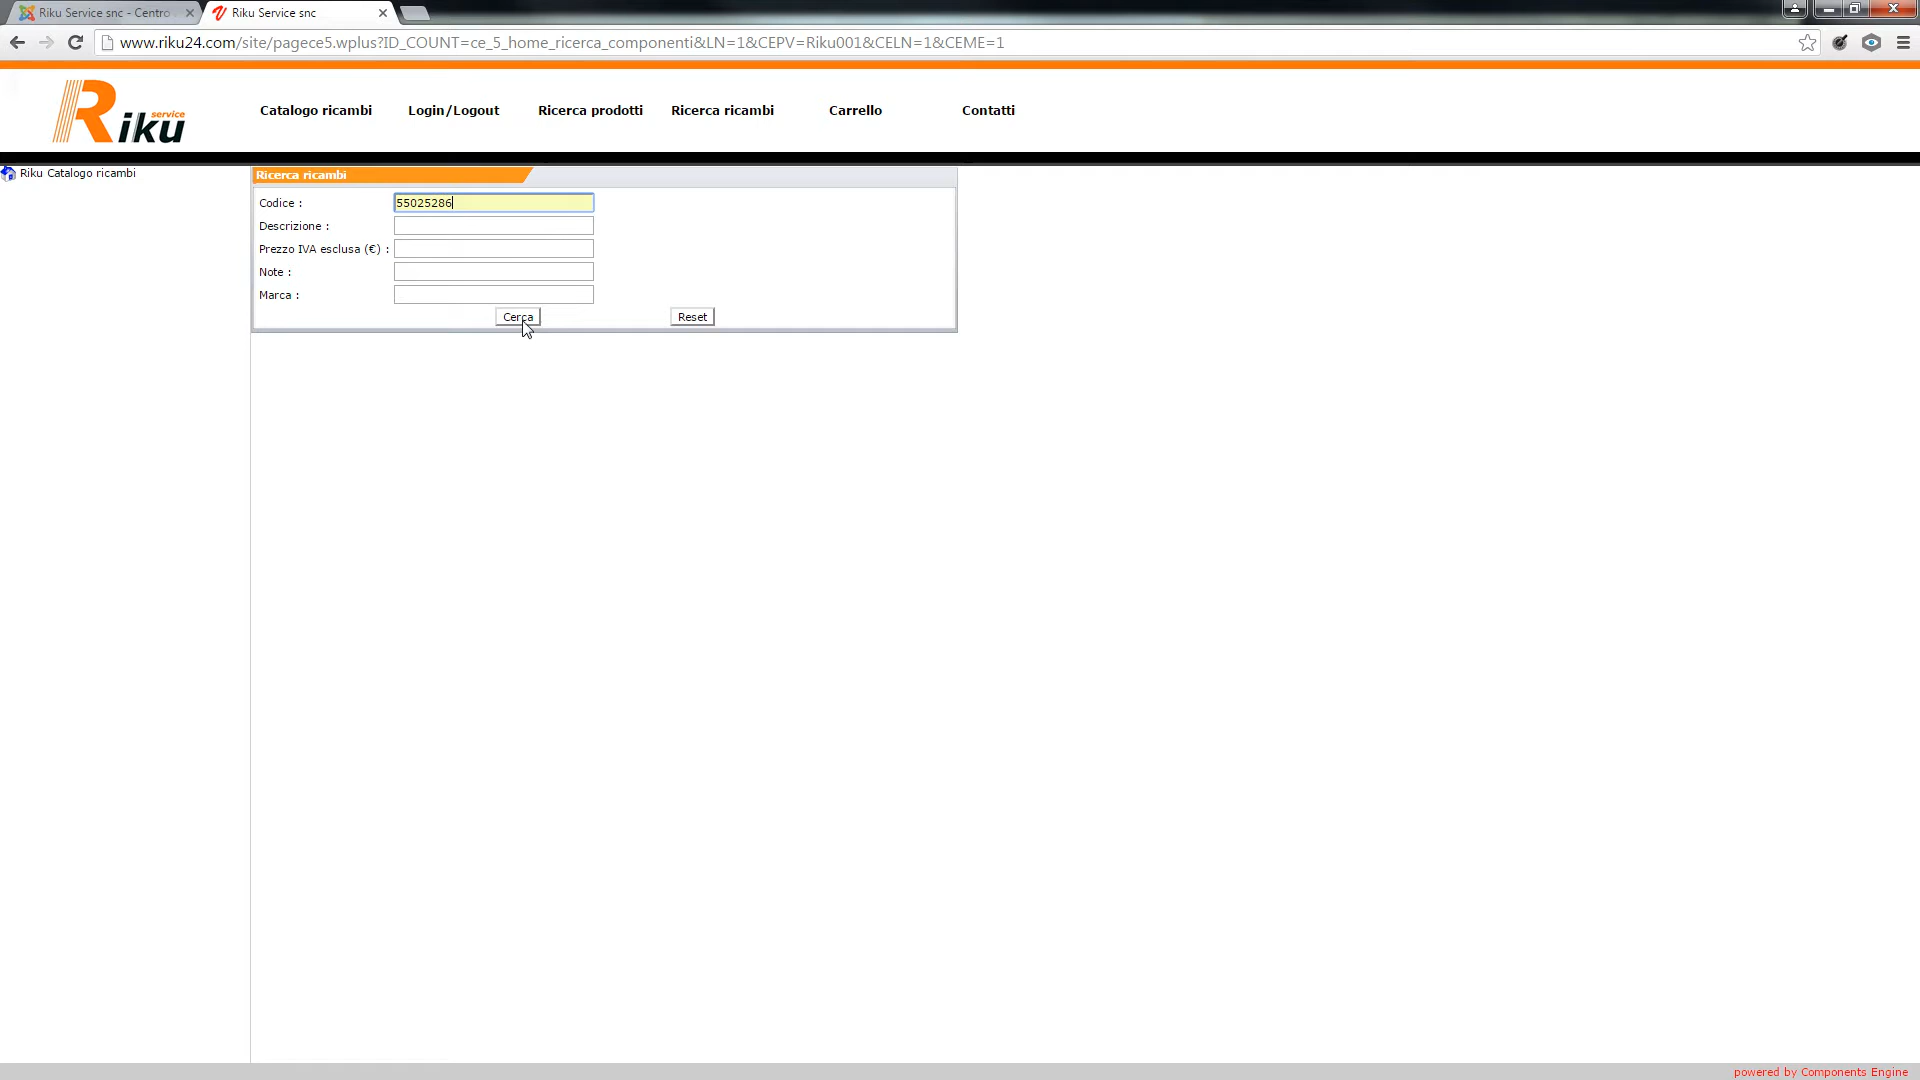 Riku Service snc - Centro
Riku Service snc
www.riku24.com/site/pagece5.wplus?ID_COUNT=ce_5_home_ricerca_componenti&LN=1&CEPV=Riku001&CELN=1&CEME=1
Riku service
Catalogo ricambi Login/Logout Ricerca prodotti Ricerca ricambi Carrello Contatti
Riku Catalogo ricambi
Ricerca ricambi
Codice : 55025286
Descrizione :
Prezzo IVA esclusa (€) :
Note :
Marca :
Cerca Reset
powered by Components Engine